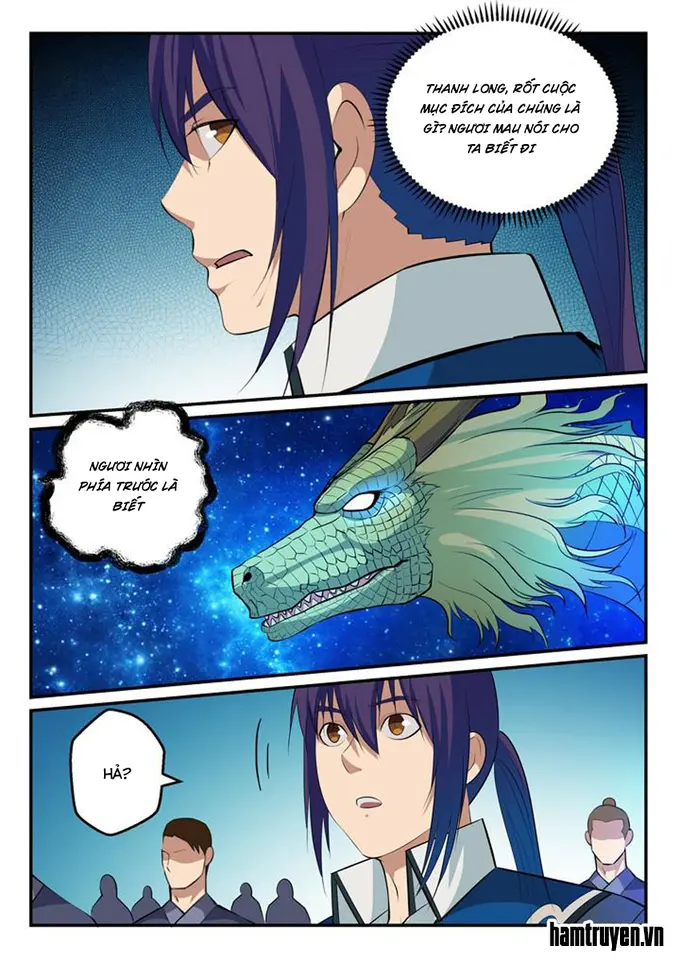 THANH LONG, RỐT CUỘC
MỤC ĐÍCH CỦA CHÚNG LÀ
GÌ? NGƯƠI MAU NÓI CHO
TA BIẾT ĐI
NGƯƠI NHÌN
PHÍA TRƯỚC LÀ
BIẾT
HẢ?
hamtruyen.vn